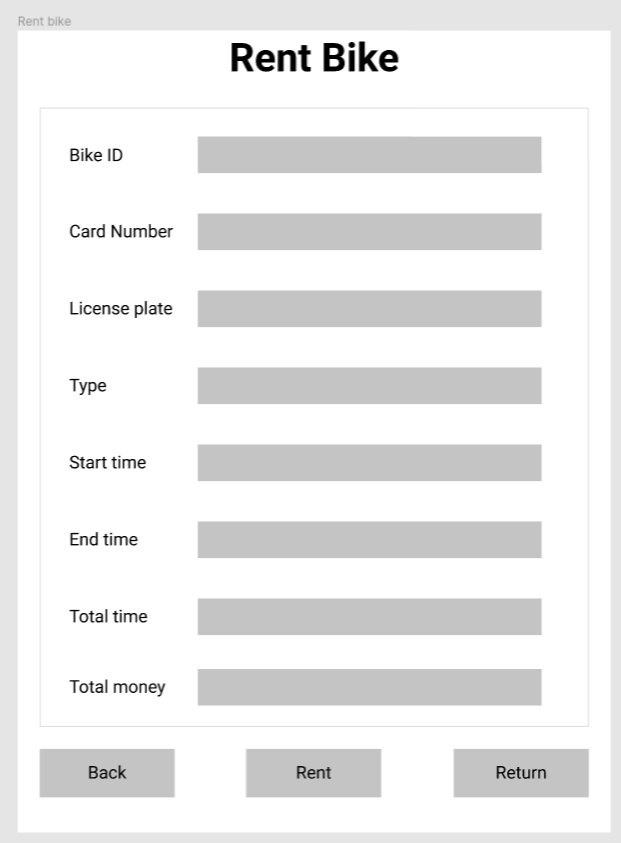 Rent bike
Rent Bike
Bike ID
Card Number
License plate
Type
Start time
End time
Total time
Total money
Back
Rent
Return